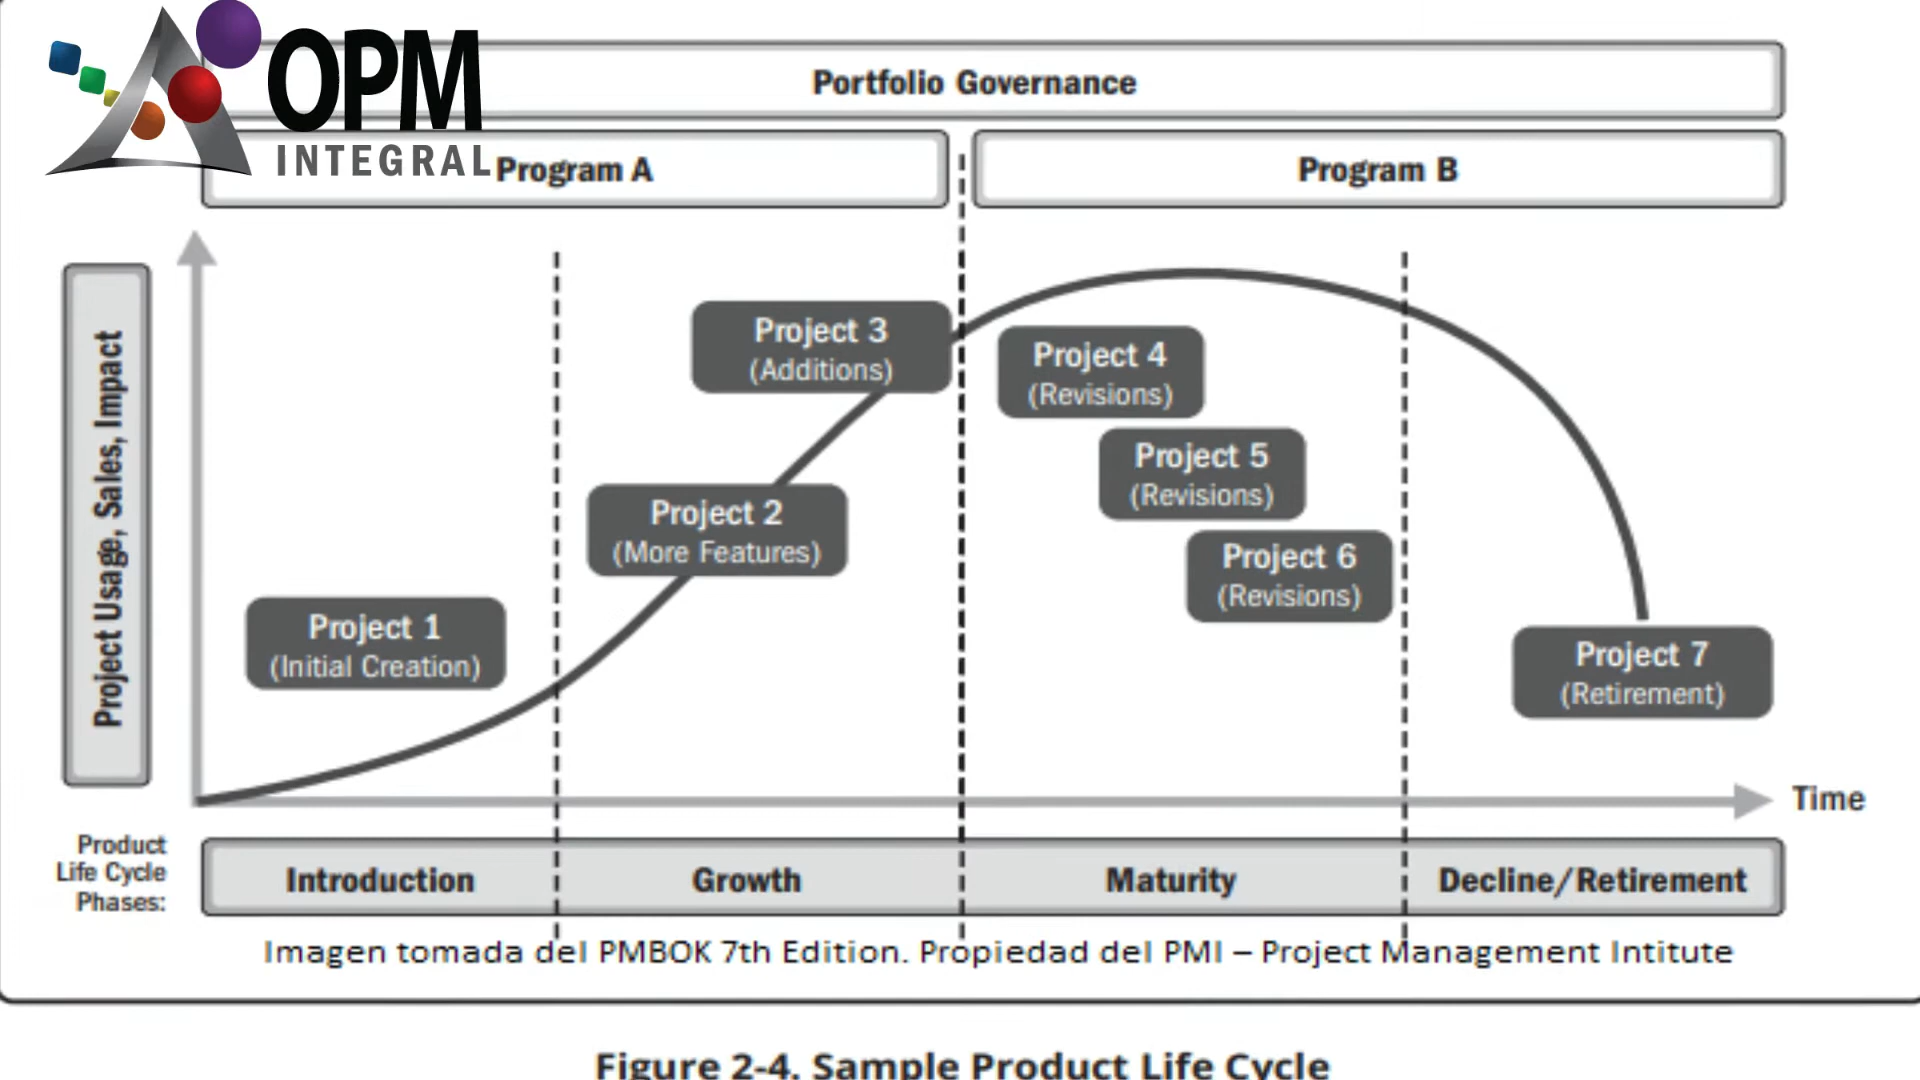 OPM
INTEGRAL
Portfolio Governance
Program A
Program B
Project Usage, Sales, Impact
Project 1
(Initial Creation)
Project 2
(More Features)
Project 3
(Additions)
Project 4
(Revisions)
Project 5
(Revisions)
Project 6
(Revisions)
Project 7
(Retirement)
Time
Product
Life Cycle
Phases:
Introduction
Growth
Maturity
Decline/Retirement
Imagen tomada del PMBOK 7th Edition. Propiedad del PMI – Project Management Intitute
Figure 2-4. Sample Product Life Cycle